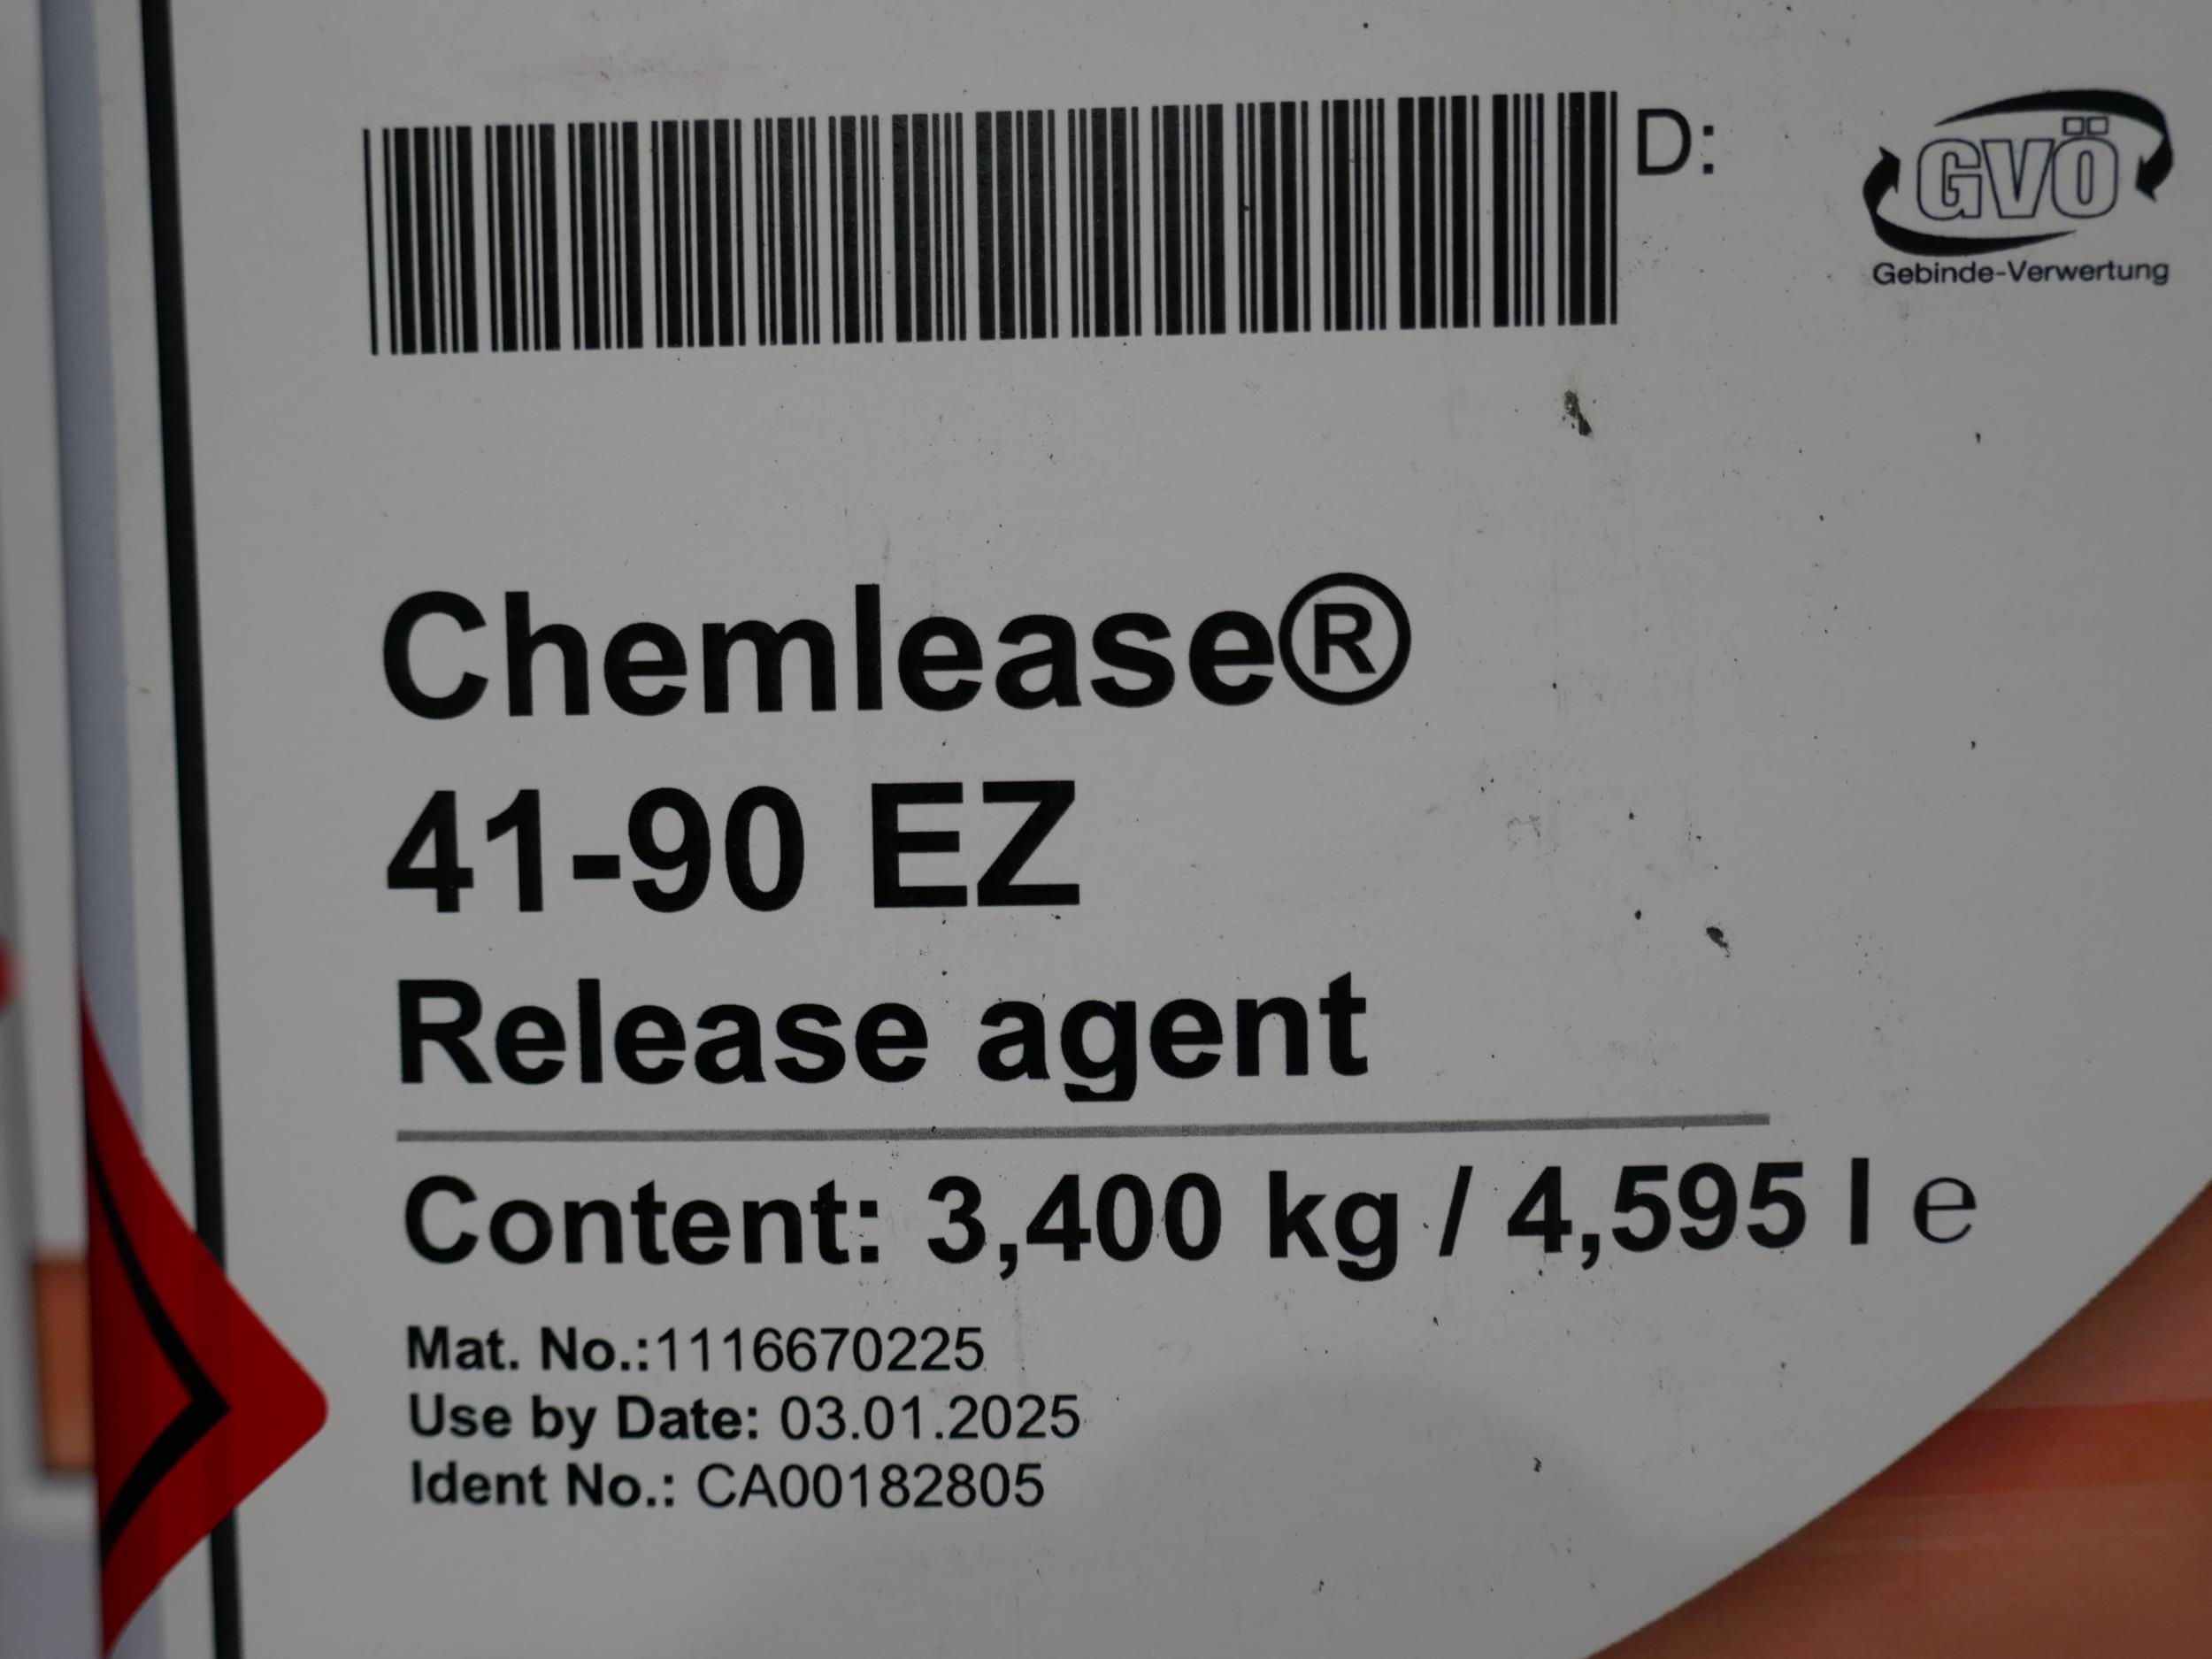 D:
GVÖ
Gebinde-Verwertung
Chemlease®
41-90 EZ
Release agent
Content: 3,400 kg / 4,595 l ℮
Mat. No.:1116670225
Use by Date: 03.01.2025
Ident No.: CA00182805